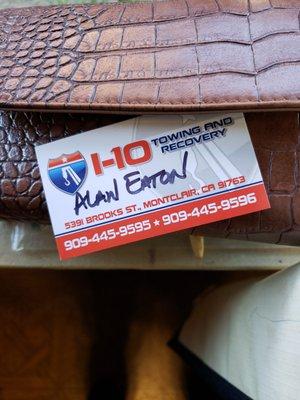 I-10 TOWING AND
RECOVERY
ALAN EATON
5391 BROOKS ST., MONTCLAIR, CA 91763
909-445-9595 ★ 909-445-9596